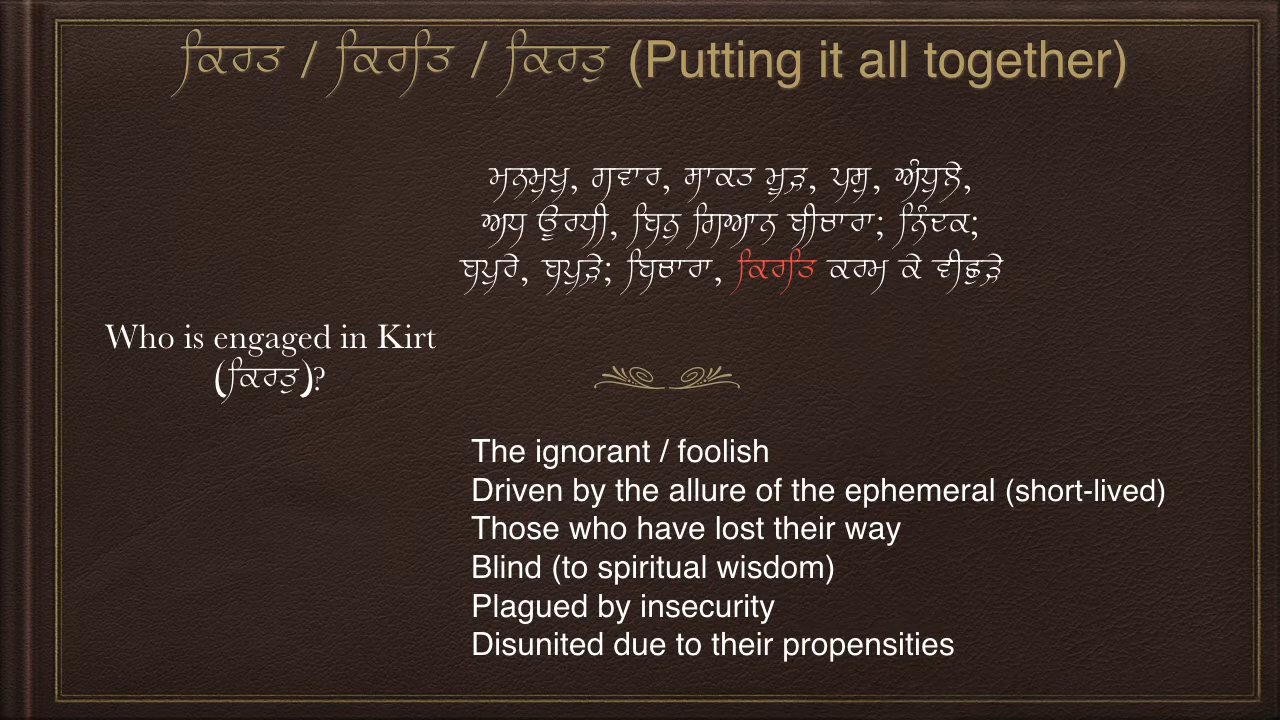 ਕਿਰਤ / ਕਿਰਤਿ / ਕਿਰਤੁ (Putting it all together)
ਮਨਮੁਖੁ, ਗਵਾਰ, ਸਾਕਤ ਮੂੜ, ਪਸੁ, ਅੰਧੁਲੇ,
ਅਧ ਊਰਧੀ, ਬਿਨੁ ਗਿਆਨ ਬੀਚਾਰਾ; ਨਿੰਦਕ;
ਬਪੁਰੇ, ਬਪੁੜੇ; ਬਿਚਾਰਾ, ਕਿਰਤਿ ਕਰਮ ਕੇ ਵੀਛੁੜੇ
Who is engaged in Kirt
(ਕਿਰਤੁ)?
The ignorant / foolish
Driven by the allure of the ephemeral (short-lived)
Those who have lost their way
Blind (to spiritual wisdom)
Plagued by insecurity
Disunited due to their propensities